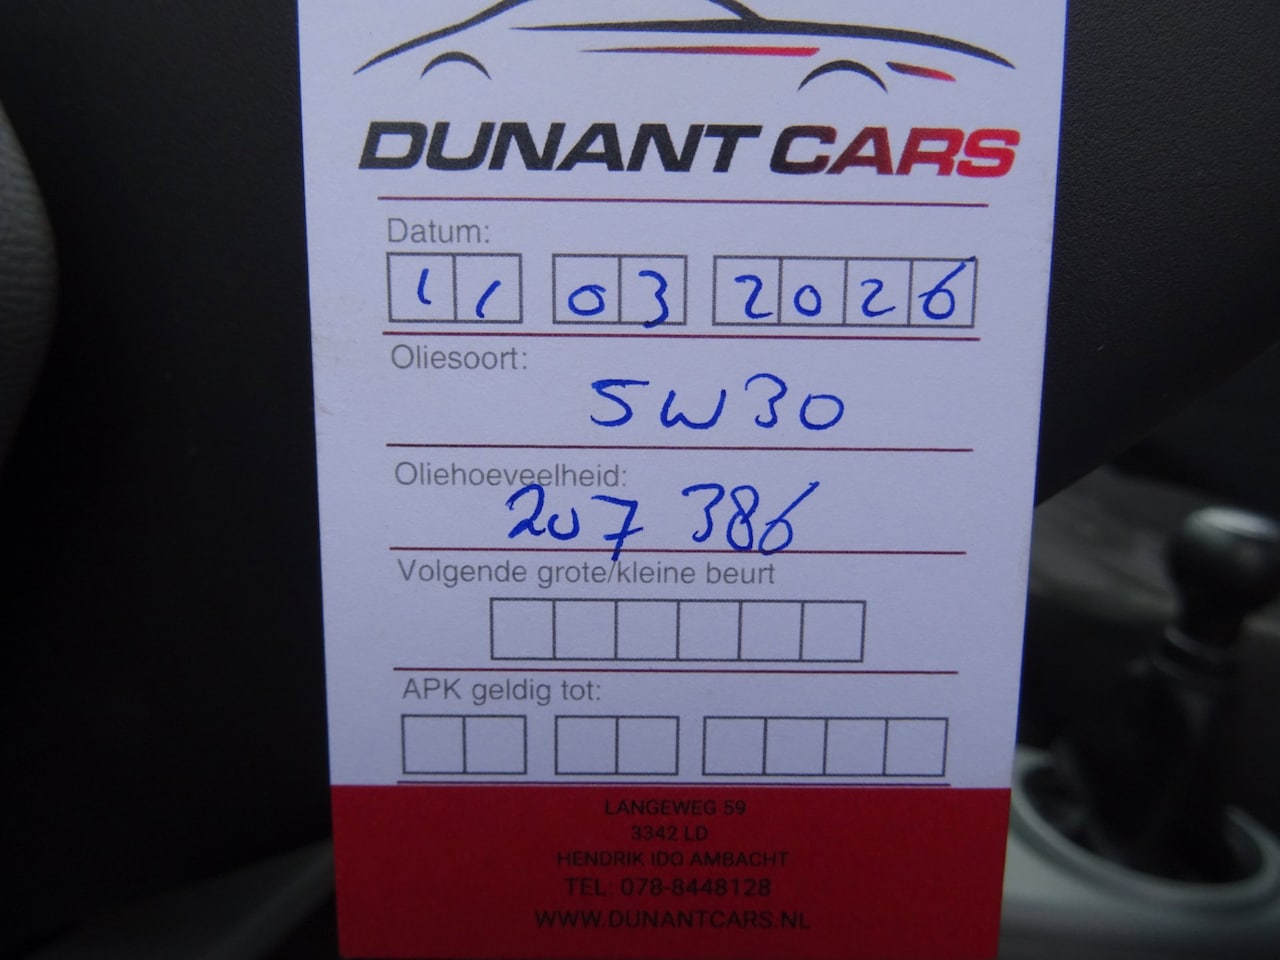 DUNANT CARS
Datum:
11 03 2026
Oliesoort:
5W30
Oliehoeveelheid:
207 386
Volgende grote/kleine beurt
APK geldig tot:
LANGEWEG 59
3342 LD
HENDRIK IDO AMBACHT
TEL: 078-8448128
WWW.DUNANTCARS.NL